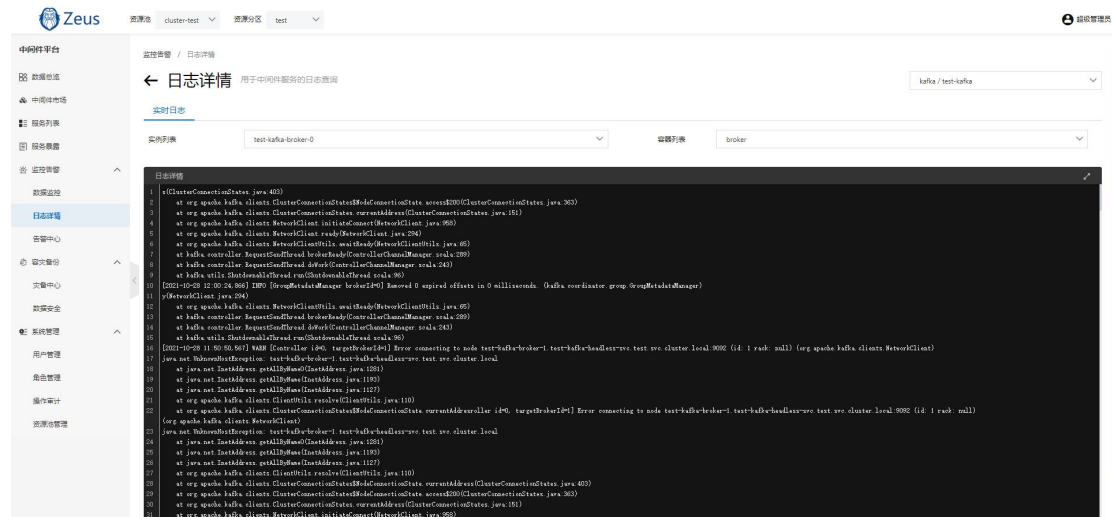 Zeus
资源池 cluster-test 资源分区 test 超级管理员
中间件平台
数据总览
中间件市场
服务列表
服务暴露
监控告警
数据监控
日志详情
告警中心
容灾备份
灾备中心
数据安全
系统管理
用户管理
角色管理
操作审计
资源池管理
监控告警 / 日志详情
日志详情 用于中间件服务的日志查询
kafka / test-kafka
实时日志
实例列表 test-kafka-broker-0 容器列表 broker
日志详情
1 s(ClusterConnectionStates.java:403)
2 at org.apache.kafka.clients.ClusterConnectionStates$NodeConnectionState.access$200(ClusterConnectionStates.java:363)
3 at org.apache.kafka.clients.ClusterConnectionStates.currentAddress(ClusterConnectionStates.java:151)
4 at org.apache.kafka.clients.NetworkClient.initiateConnect(NetworkClient.java:958)
5 at org.apache.kafka.clients.NetworkClient.ready(NetworkClient.java:294)
6 at org.apache.kafka.clients.NetworkClientUtils.awaitReady(NetworkClientUtils.java:65)
7 at kafka.controller.RequestSendThread.brokerReady(ControllerChannelManager.scala:289)
8 at kafka.controller.RequestSendThread.doWork(ControllerChannelManager.scala:243)
9 at kafka.utils.ShutdownableThread.run(ShutdownableThread.scala:96)
10 [2021-10-28 12:00:24,866] INFO [GroupMetadataManager brokerId=0] Removed 0 expired offsets in 0 milliseconds. (kafka.coordinator.group.GroupMetadataManager)
11 y(NetworkClient.java:294)
12 at org.apache.kafka.clients.NetworkClientUtils.awaitReady(NetworkClientUtils.java:65)
13 at kafka.controller.RequestSendThread.brokerReady(ControllerChannelManager.scala:289)
14 at kafka.controller.RequestSendThread.doWork(ControllerChannelManager.scala:243)
15 at kafka.utils.ShutdownableThread.run(ShutdownableThread.scala:96)
16 [2021-10-28 11:50:50,567] WARN [Controller id=0, targetBrokerId=1] Error connecting to node test-kafka-broker-1.test-kafka-headless-svc.test.svc.cluster.local:9092 (id: 1 rack: null) (org.apache.kafka.clients.NetworkClient)
17 java.net.UnknownHostException: test-kafka-broker-1.test-kafka-headless-svc.test.svc.cluster.local
18 at java.net.InetAddress.getAllByName0(InetAddress.java:1281)
19 at java.net.InetAddress.getAllByName(InetAddress.java:1193)
20 at java.net.InetAddress.getAllByName(InetAddress.java:1127)
21 at org.apache.kafka.clients.ClientUtils.resolve(ClientUtils.java:110)
22 at org.apache.kafka.clients.ClusterConnectionStates$NodeConnectionState.currentAddresroller id=0, targetBrokerId=1] Error connecting to node test-kafka-broker-1.test-kafka-headless-svc.test.svc.cluster.local:9092 (id: 1 rack: null)
(org.apache.kafka.clients.NetworkClient)
23 java.net.UnknownHostException: test-kafka-broker-1.test-kafka-headless-svc.test.svc.cluster.local
24 at java.net.InetAddress.getAllByName0(InetAddress.java:1281)
25 at java.net.InetAddress.getAllByName(InetAddress.java:1193)
26 at java.net.InetAddress.getAllByName(InetAddress.java:1127)
27 at org.apache.kafka.clients.ClientUtils.resolve(ClientUtils.java:110)
28 at org.apache.kafka.clients.ClusterConnectionStates$NodeConnectionState.currentAddress(ClusterConnectionStates.java:403)
29 at org.apache.kafka.clients.ClusterConnectionStates$NodeConnectionState.access$200(ClusterConnectionStates.java:363)
30 at org.apache.kafka.clients.ClusterConnectionStates.currentAddress(ClusterConnectionStates.java:151)
31 at org.apache.kafka.clients.NetworkClient.initiateConnect(NetworkClient.java:958)